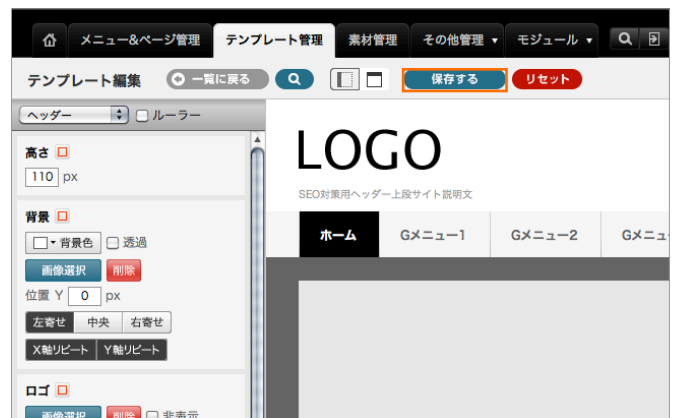 メニュー&ページ管理 テンプレート管理 素材管理 その他管理 ▼ モジュール ▼
テンプレート編集 一覧に戻る 保存する リセット
ヘッダー ルーラー
高さ
110 px
背景
背景色 透過
画像選択 削除
位置 Y 0 px
左寄せ 中央 右寄せ
X軸リピート Y軸リピート
ロゴ
画像選択 削除 非表示
LOGO
SEO対策用ヘッダー上段サイト説明文
ホーム Gメニュー1 Gメニュー2 Gメニュ